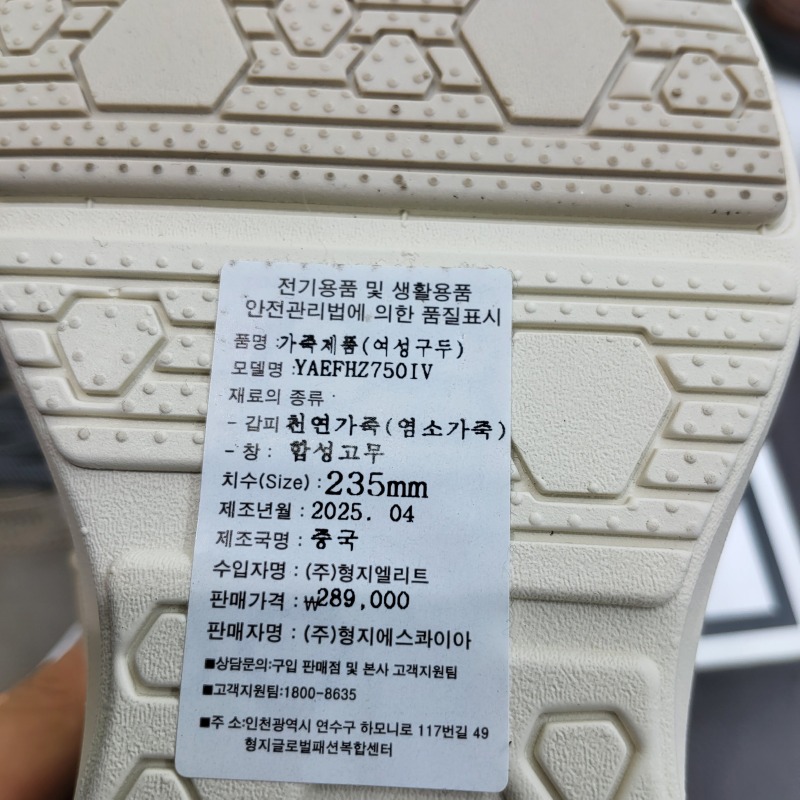 전기용품 및 생활용품
안전관리법에 의한 품질표시
품명 :가죽제품(여성구두)
모델명 :YAEFHZ750IV
재료의 종류
- 갑피 천연가죽(염소가죽)
- 창 : 합성고무
치수(Size) : 235mm
제조년월 : 2025. 04
제조국명 : 중국
수입자명 : (주)형지엘리트
판매가격 : ₩289,000
판매자명 : (주)형지에스콰이아
■상담문의:구입 판매점 및 본사 고객지원팀
■고객지원팀:1800-8635
■주 소:인천광역시 연수구 하모니로 117번길 49
형지글로벌패션복합센터